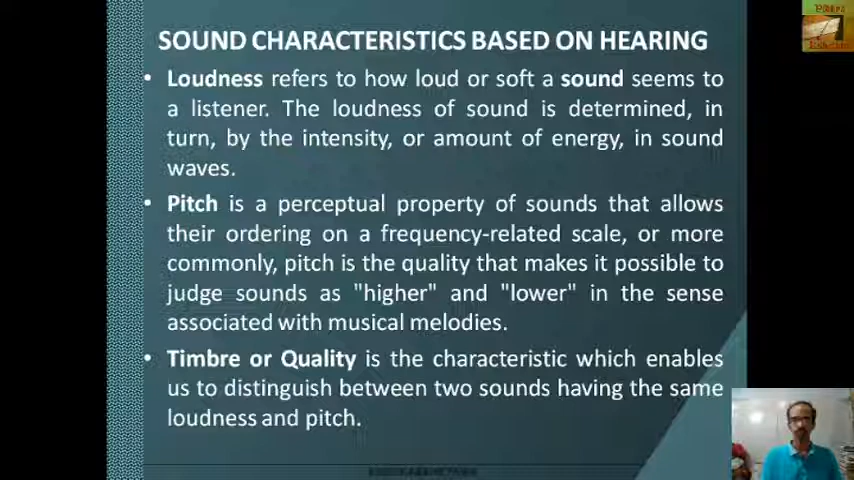 SOUND CHARACTERISTICS BASED ON HEARING
• Loudness refers to how loud or soft a sound seems to
a listener. The loudness of sound is determined, in
turn, by the intensity, or amount of energy, in sound
waves.
• Pitch is a perceptual property of sounds that allows
their ordering on a frequency-related scale, or more
commonly, pitch is the quality that makes it possible to
judge sounds as "higher" and "lower" in the sense
associated with musical melodies.
• Timbre or Quality is the characteristic which enables
us to distinguish between two sounds having the same
loudness and pitch.